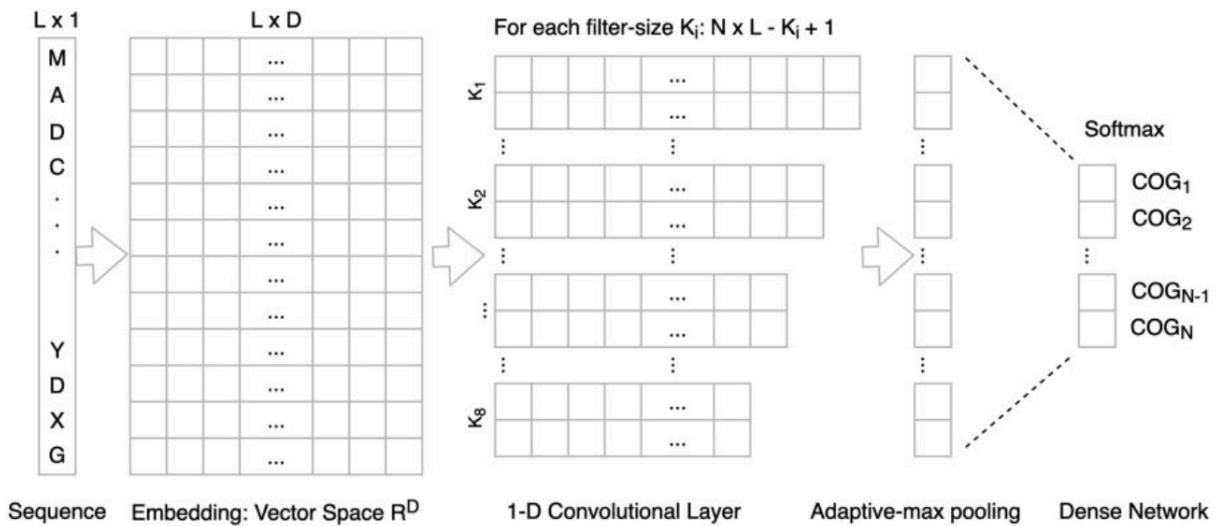 L x 1
L x D
For each filter-size Ki: N x L - Ki + 1
M
A
D
C
.
.
.
Y
D
X
G
...
...
...
...
...
...
...
...
...
...
...
...
K1
...
...
⋮ ⋮
K2
...
...
⋮ ⋮
...
...
...
⋮ ⋮
K8
...
...
⋮
⋮
⋮
Softmax
COG1
COG2
⋮
COGN-1
COGN
Sequence
Embedding: Vector Space R^D
1-D Convolutional Layer
Adaptive-max pooling
Dense Network